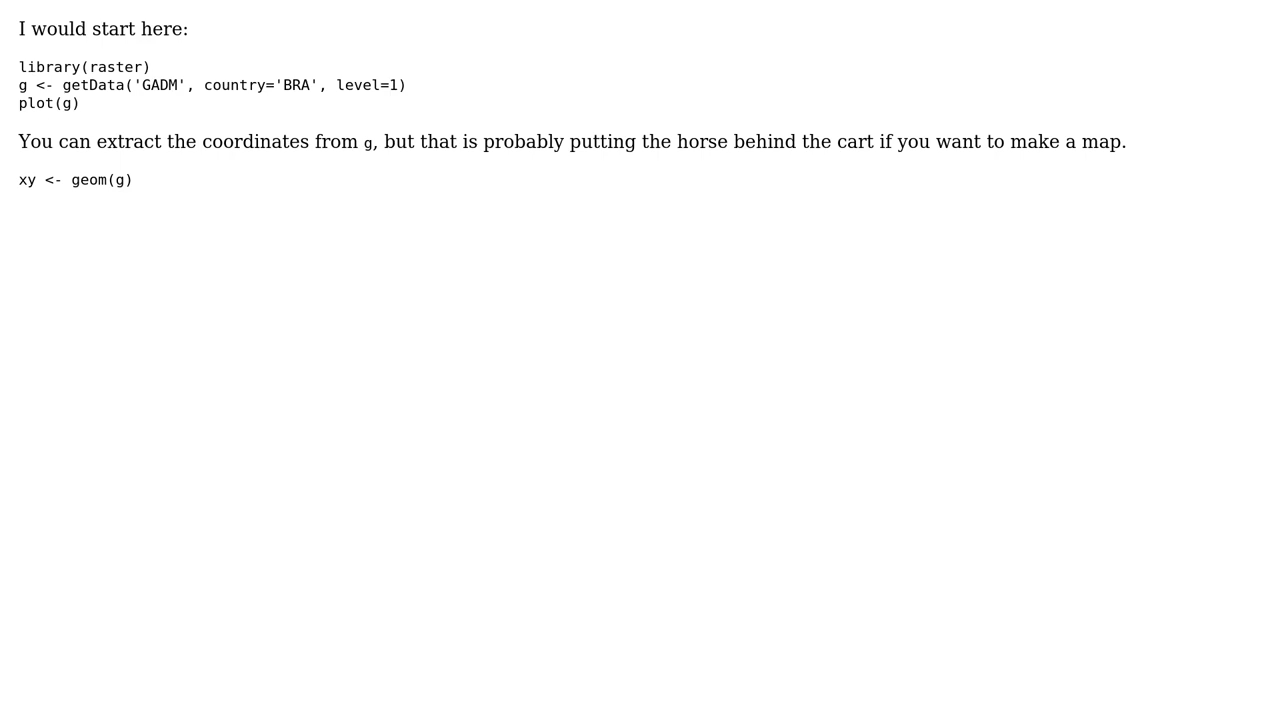 I would start here:
library(raster)
g <- getData('GADM', country='BRA', level=1)
plot(g)
You can extract the coordinates from g, but that is probably putting the horse behind the cart if you want to make a map.
xy <- geom(g)